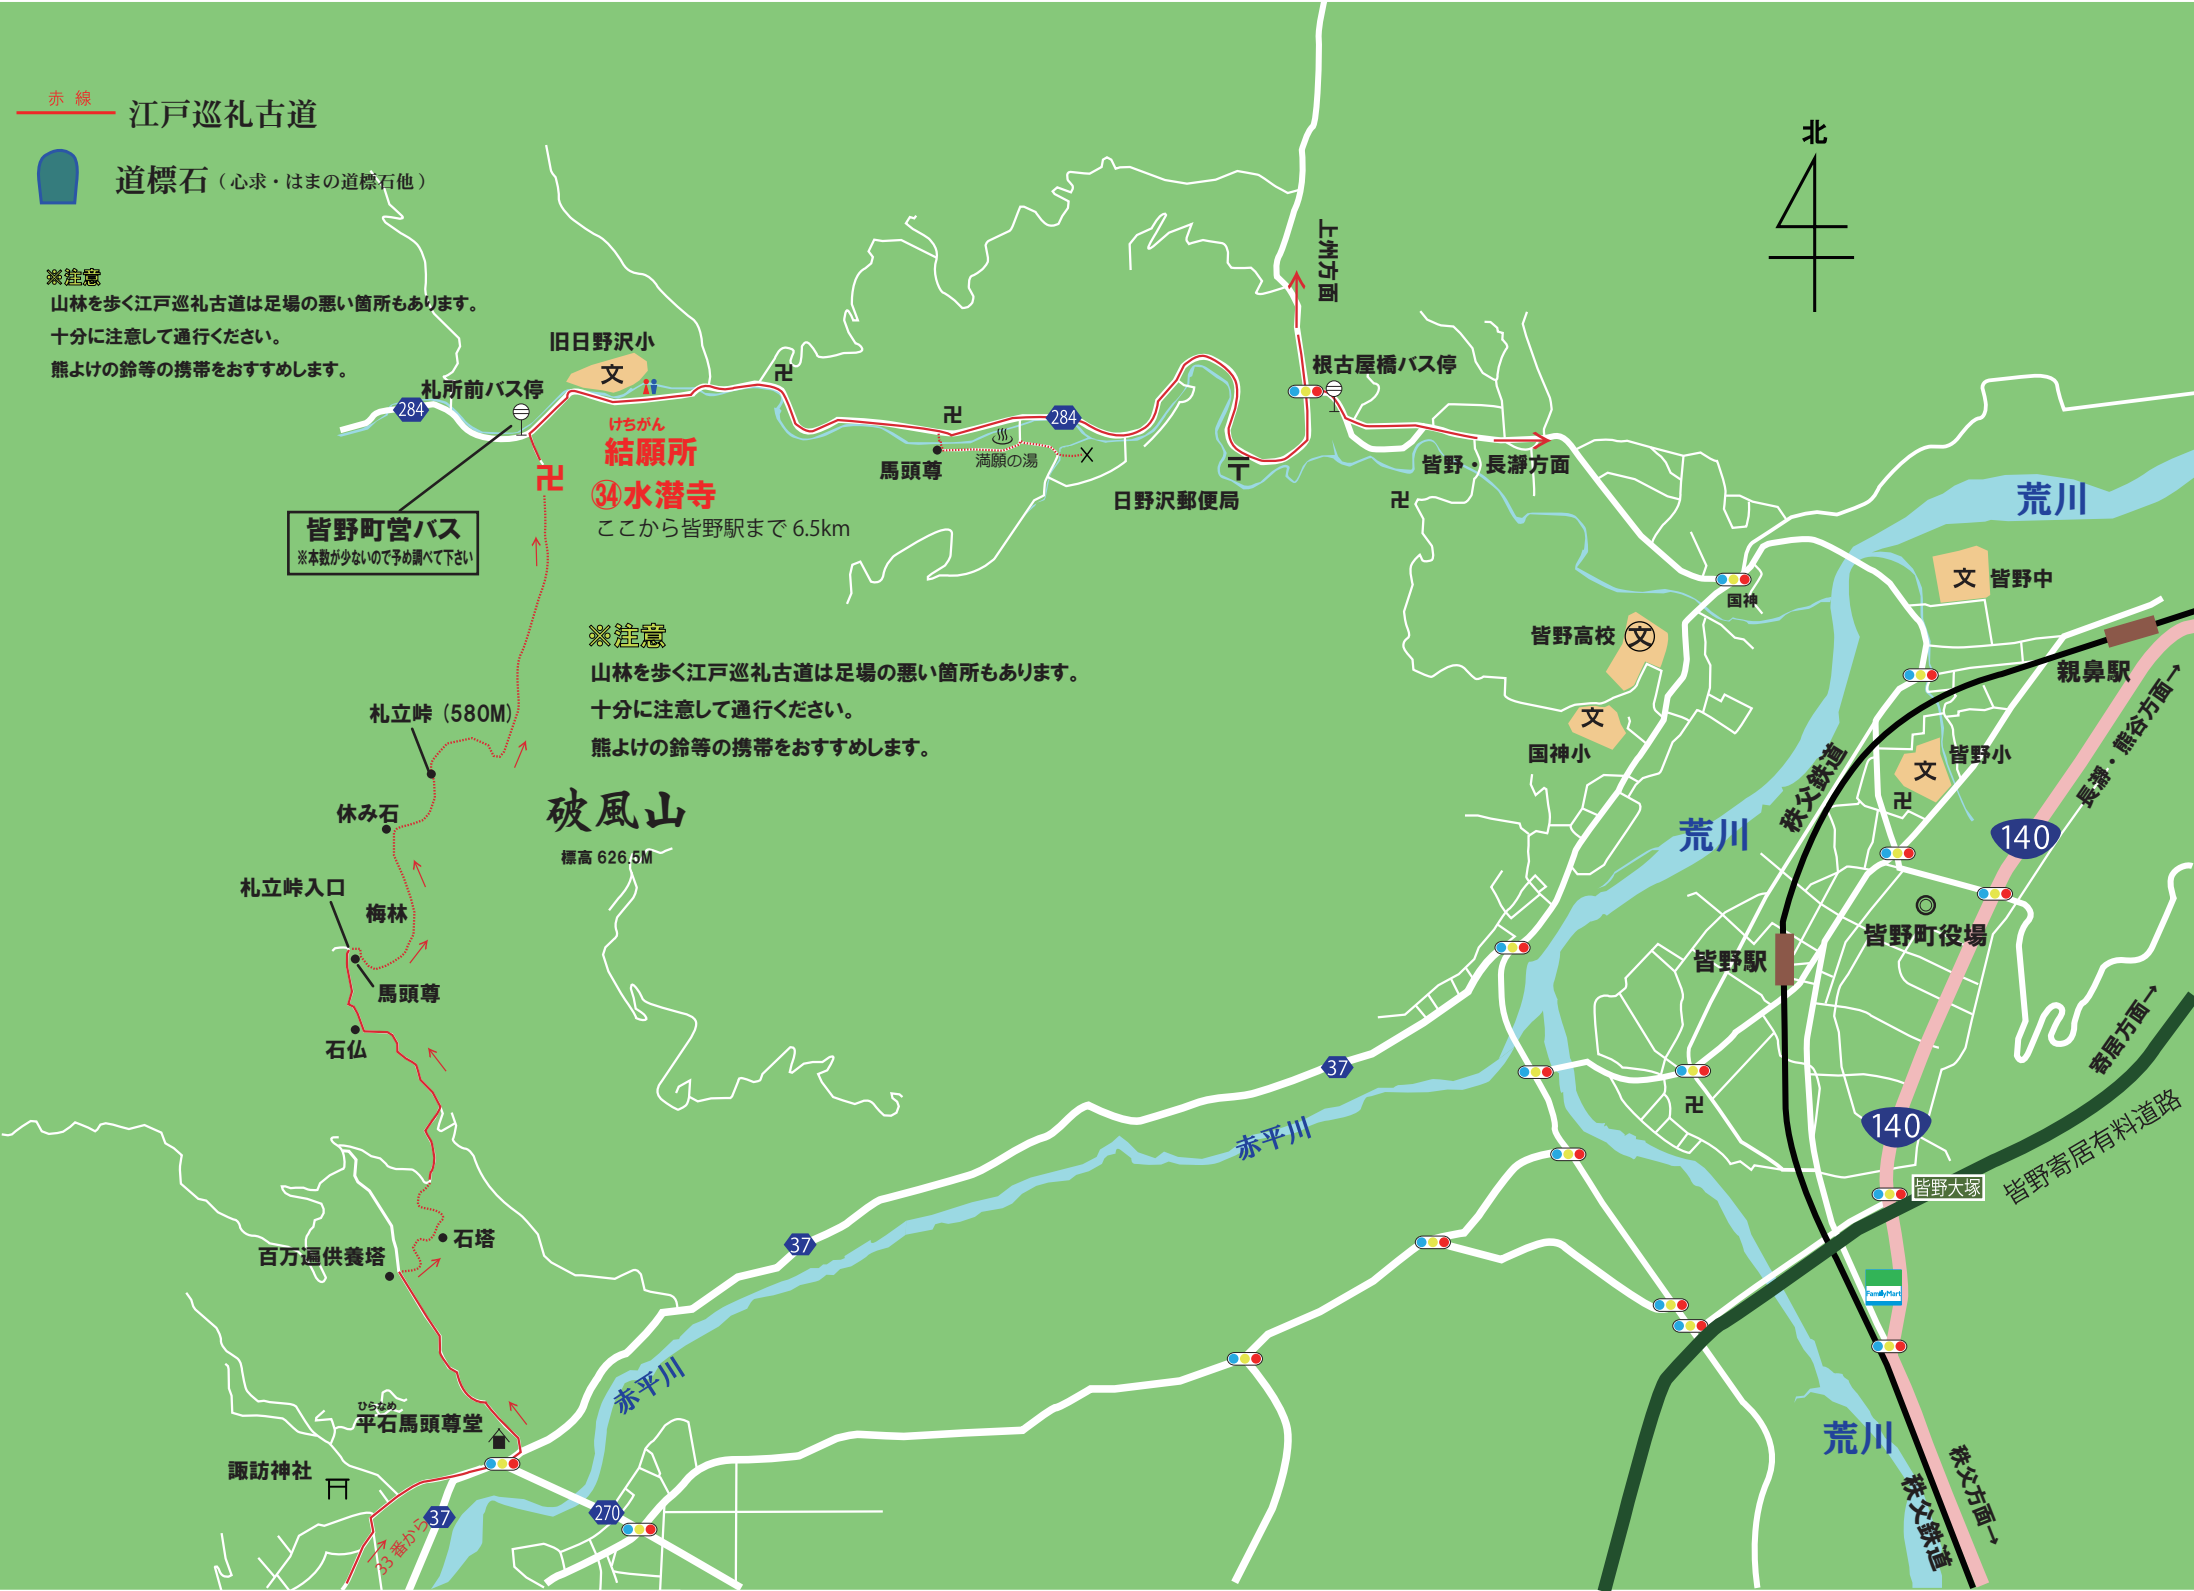 赤線
江戸巡礼古道
道標石（心求・はまの道標石他）
※注意
山林を歩く江戸巡礼古道は足場の悪い箇所もあります。
十分に注意して通行ください。
熊よけの鈴等の携帯をおすすめします。
北
上州方面
旧日野沢小
文
札所前バス停
284
卍
卍
284
根古屋橋バス停
けちがん
結願所
㉞水潜寺
ここから皆野駅まで 6.5km
卍
馬頭尊
満願の湯
日野沢郵便局
〒
皆野・長瀞方面
卍
荒川
皆野町営バス
※本数が少ないので予め調べて下さい
国神
文
皆野中
皆野高校
文
※注意
山林を歩く江戸巡礼古道は足場の悪い箇所もあります。
十分に注意して通行ください。
熊よけの鈴等の携帯をおすすめします。
親鼻駅
長瀞・熊谷方面→
札立峠（580M）
文
国神小
皆野小
文
卍
秩父鉄道
休み石
破風山
標高 626.5M
荒川
140
札立峠入口
梅林
皆野町役場
皆野駅
馬頭尊
石仏
37
寄居方面→
卍
赤平川
140
皆野寄居有料道路
皆野大塚
石塔
百万遍供養塔
37
FamilyMart
赤平川
ひらなめ
平石馬頭尊堂
荒川
諏訪神社
秩父方面→
秩父鉄道
37
270
33 番から